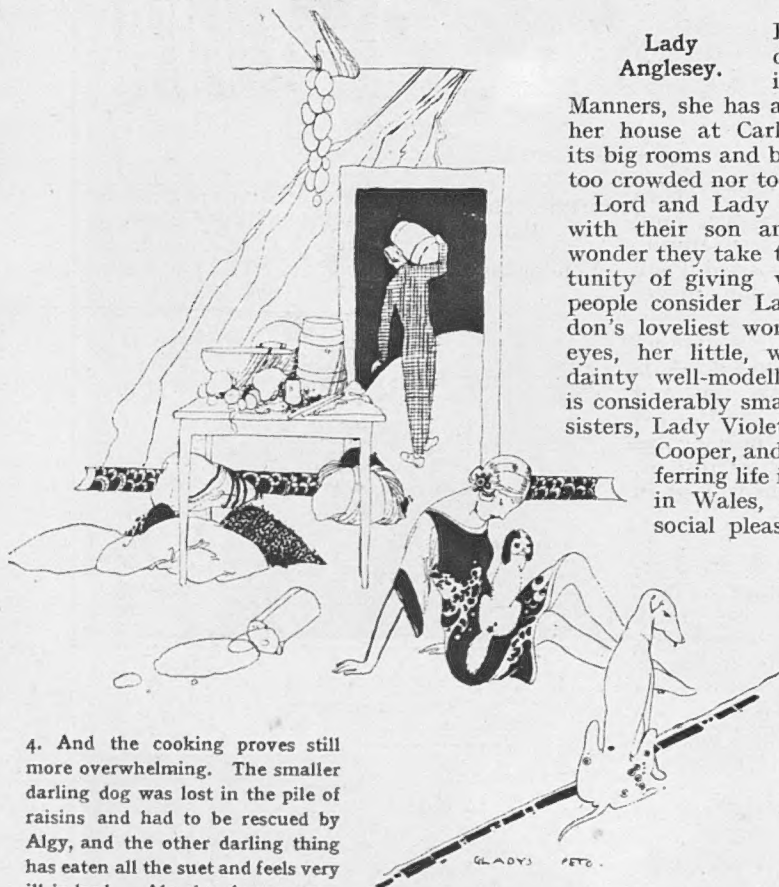 Lady
Anglesey.
Manners, she has a
her house at Carl
its big rooms and b
too crowded nor to
Lord and Lady
with their son an
wonder they take t
tunity of giving v
people consider La
don's loveliest wor
eyes, her little, w
dainty well-modell
is considerably sma
sisters, Lady Violet
Cooper, and
ferring life i
in Wales,
social pleas
4. And the cooking proves still
more overwhelming. The smaller
darling dog was lost in the pile of
raisins and had to be rescued by
Algy, and the other darling thing
has eaten all the suet and feels very
GLADYS PETO.